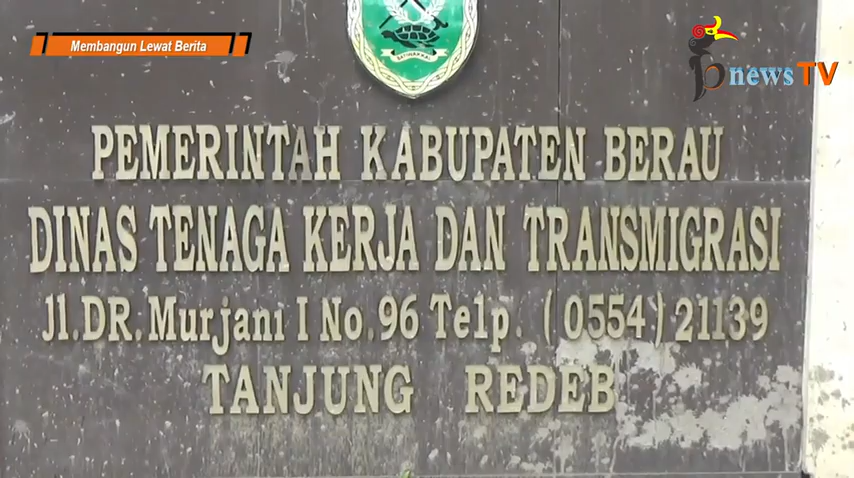 Membangun Lewat Berita
pnewsTV
PEMERINTAH KABUPATEN BERAU
DINAS TENAGA KERJA DAN TRANSMIGRASI
Jl.DR.Murjani I No.96 Telp. (0554) 21139
TANJUNG REDEB